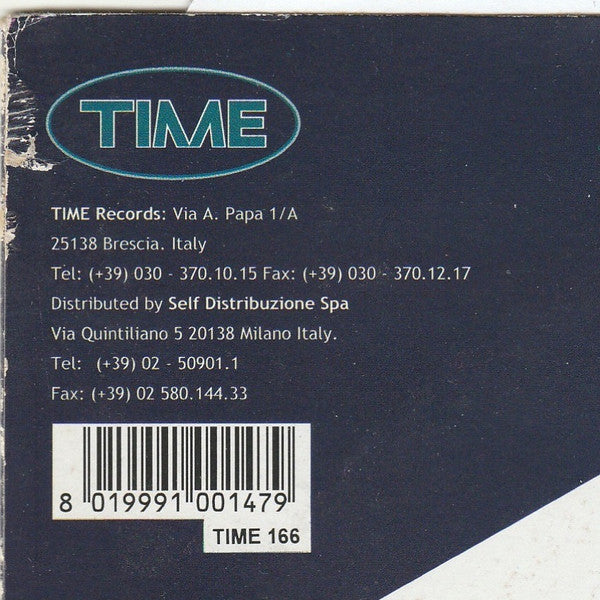 TIME
TIME Records: Via A. Papa 1/A
25138 Brescia. Italy
Tel: (+39) 030 - 370.10.15 Fax: (+39) 030 - 370.12.17
Distributed by Self Distribuzione Spa
Via Quintiliano 5 20138 Milano Italy.
Tel: (+39) 02 - 50901.1
Fax: (+39) 02 580.144.33
8 019991 001479
TIME 166